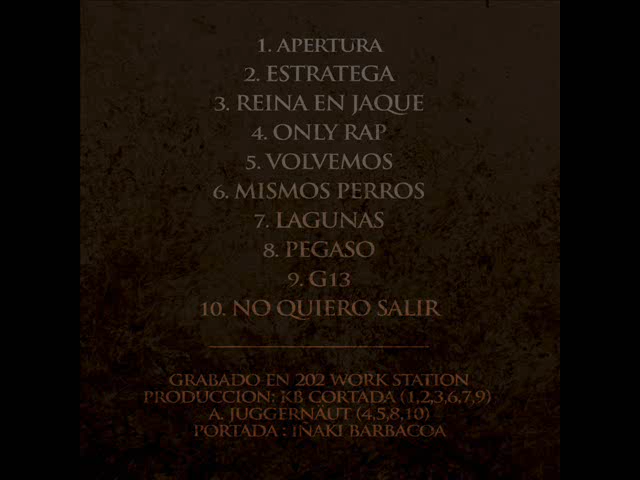 1. APERTURA
2. ESTRATEGA
3. REINA EN JAQUE
4. ONLY RAP
5. VOLVEMOS
6. MISMOS PERROS
7. LAGUNAS
8. PEGASO
9. G13
10. NO QUIERO SALIR
GRABADO EN 202 WORK STATION
PRODUCCION: KB CORTADA (1,2,3,6,7,9)
A. JUGGERNÄUT (4,5,8,10)
PORTADA : IÑAKI BARBACOA